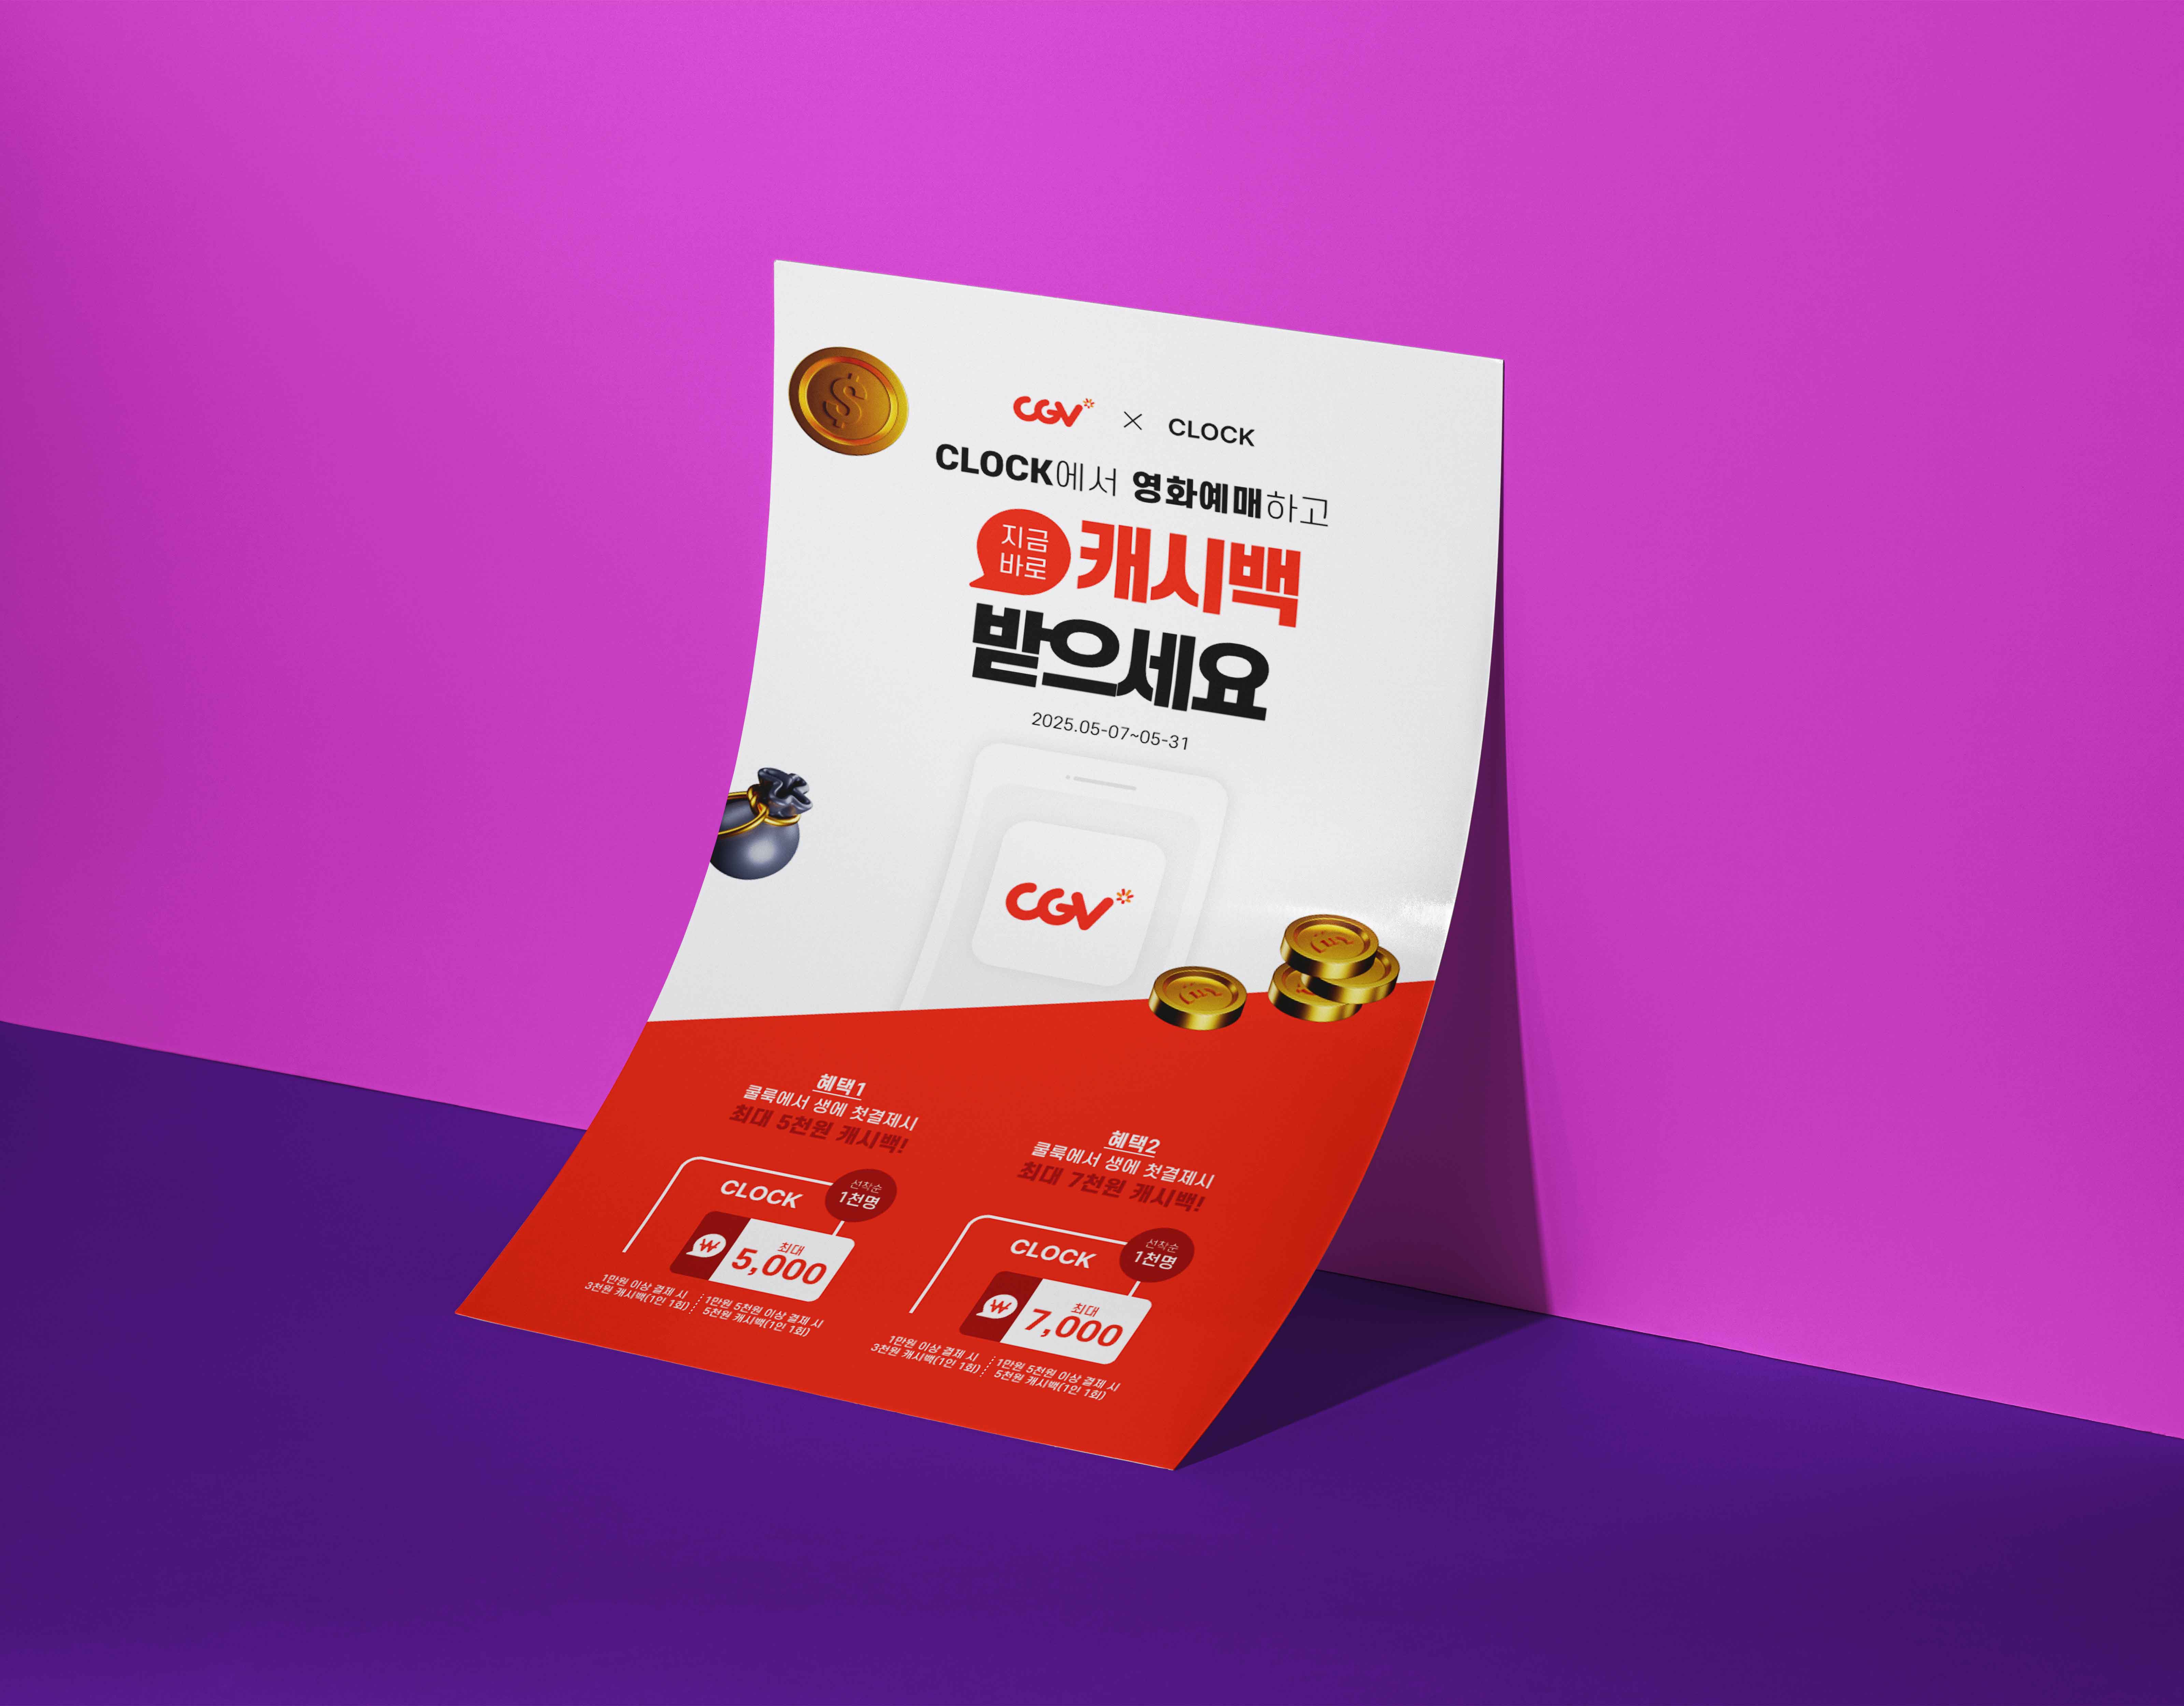 CGV × CLOCK
CLOCK에서 영화예매하고
지금
바로
캐시백
받으세요
2025.05-07~05-31
CGV
혜택1
쿨룩에서 생에 첫결제시
최대 5천원 캐시백!
CLOCK
선착순
1천명
₩
최대
5,000
1만원 이상 결제 시
3천원 캐시백(1인 1회)
1만원 5천원 이상 결제 시
5천원 캐시백(1인 1회)
혜택2
쿨룩에서 생에 첫결제시
최대 7천원 캐시백!
CLOCK
선착순
1천명
₩
최대
7,000
1만원 이상 결제 시
3천원 캐시백(1인 1회)
1만원 5천원 이상 결제 시
5천원 캐시백(1인 1회)